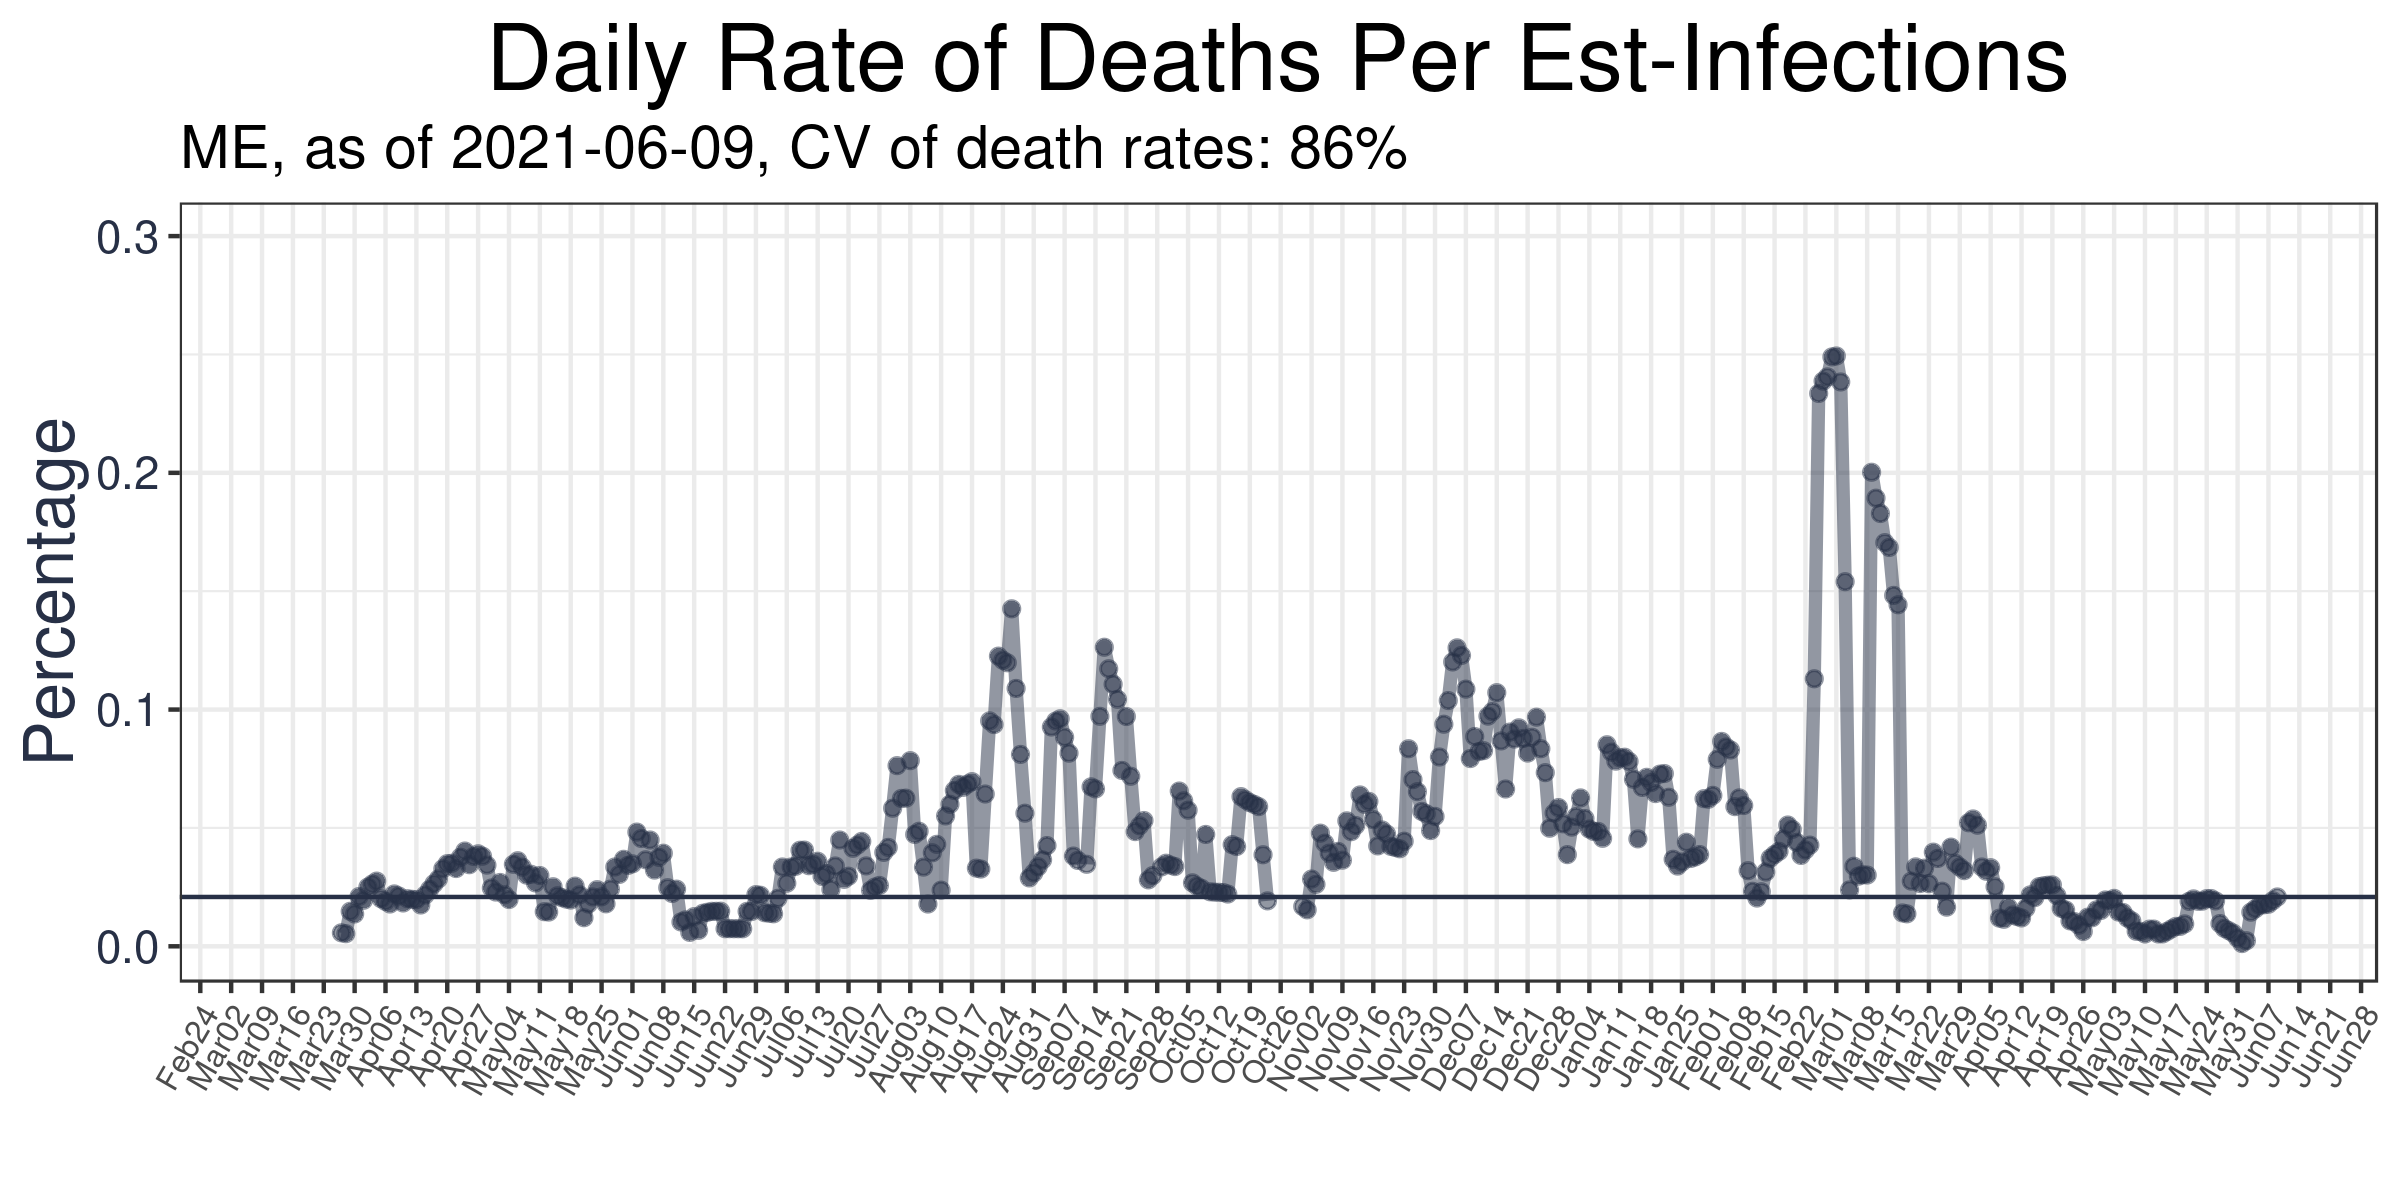 Daily Rate of Deaths Per Est-Infections
ME, as of 2021-06-09, CV of death rates: 86%
Percentage
0.3
0.2
0.1
0.0
Feb24 Mar02 Mar09 Mar16 Mar23 Mar30 Apr06 Apr13 Apr20 Apr27 May04 May11 May18 May25 Jun01 Jun08 Jun15 Jun22 Jun29 Jul06 Jul13 Jul20 Jul27 Aug03 Aug10 Aug17 Aug24 Aug31 Sep07 Sep14 Sep21 Sep28 Oct05 Oct12 Oct19 Oct26 Nov02 Nov09 Nov16 Nov23 Nov30 Dec07 Dec14 Dec21 Dec28 Jan04 Jan11 Jan18 Jan25 Feb01 Feb08 Feb15 Feb22 Mar01 Mar08 Mar15 Mar22 Mar29 Apr05 Apr12 Apr19 Apr26 May03 May10 May17 May24 May31 Jun07 Jun14 Jun21 Jun28